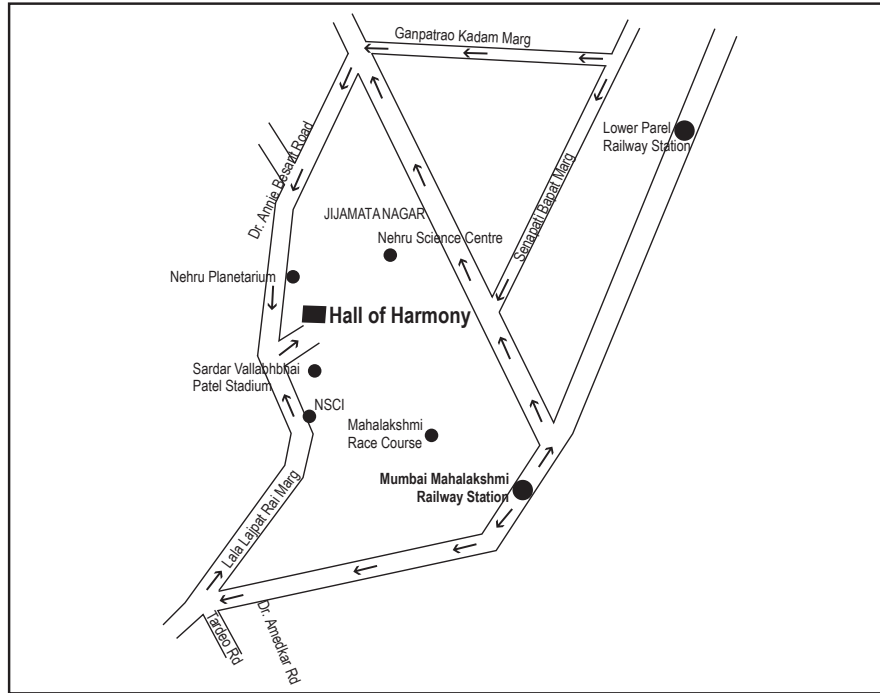 Ganpatrao Kadam Marg
Lower Parel
Railway Station
Dr. Annie Besant Road
Senapati Bapat Marg
JIJAMATA NAGAR
Nehru Science Centre
Nehru Planetarium
Hall of Harmony
Sardar Vallabhbhai
Patel Stadium
NSCI
Mahalakshmi
Race Course
Mumbai Mahalakshmi
Railway Station
Lala Lajpat Rai Marg
Tardeo Rd
Dr. Amedkar Rd